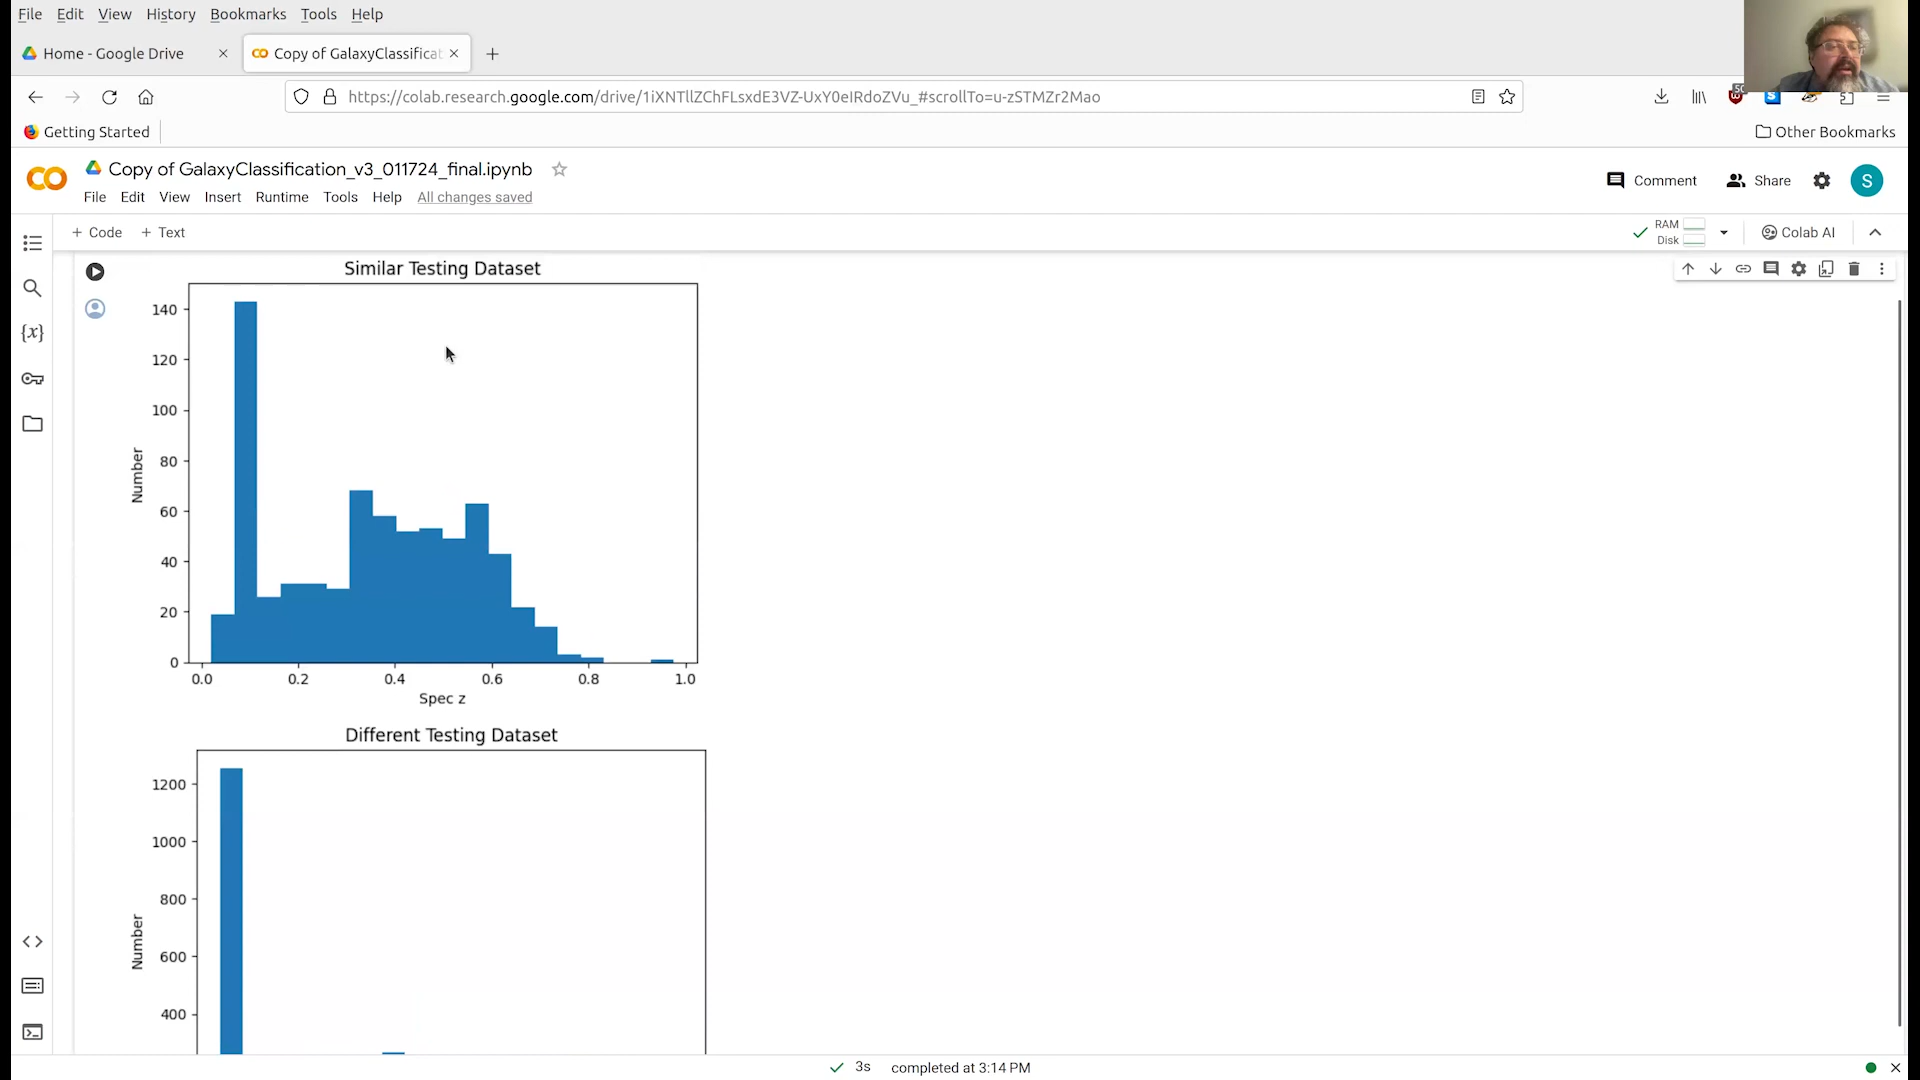 File Edit View History Bookmarks Tools Help
Home - Google Drive
Copy of GalaxyClassificat
https://colab.research.google.com/drive/1iXNTllZChFLsxdE3VZ-UxY0eIRdoZVu_#scrollTo=u-zSTMZr2Mao
50
Getting Started
Other Bookmarks
Copy of GalaxyClassification_v3_011724_final.ipynb
Comment
Share
S
File Edit View Insert Runtime Tools Help All changes saved
+ Code + Text
RAM
Disk
Colab AI
{x}
Similar Testing Dataset
140
120
100
80
60
40
20
0
Number
0.0 0.2 0.4 0.6 0.8 1.0
Spec z
Different Testing Dataset
1200
1000
800
600
400
Number
3s completed at 3:14 PM